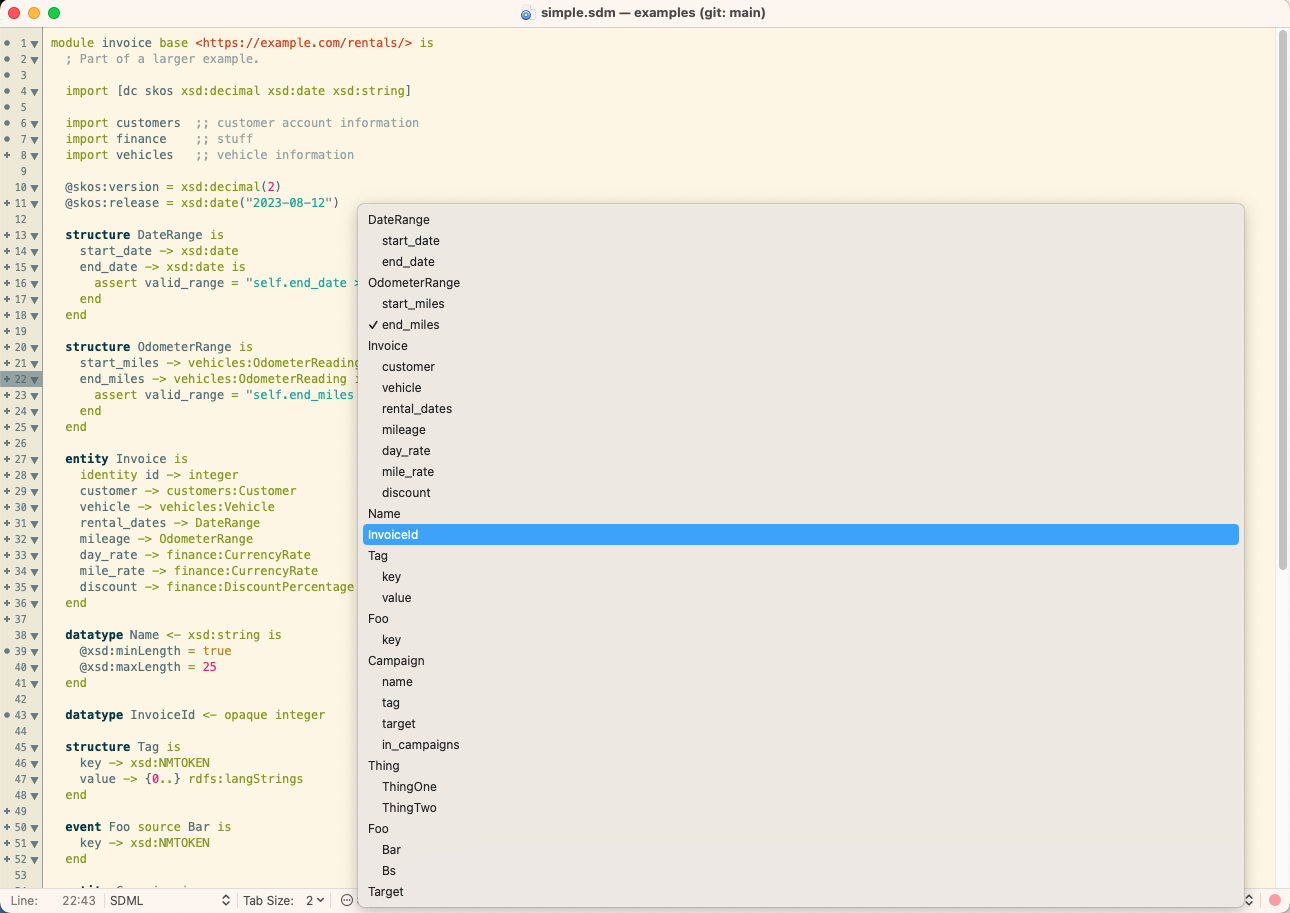 simple.sdm — examples (git: main)
1 module invoice base <https://example.com/rentals/> is
2 ; Part of a larger example.
3
4 import [dc skos xsd:decimal xsd:date xsd:string]
5
6 import customers ;; customer account information
7 import finance ;; stuff
8 import vehicles ;; vehicle information
9
10 @skos:version = xsd:decimal(2)
11 @skos:release = xsd:date("2023-08-12")
12
13 structure DateRange is
14 start_date -> xsd:date
15 end_date -> xsd:date is
16 assert valid_range = "self.end_date >
17 end
18 end
19
20 structure OdometerRange is
21 start_miles -> vehicles:OdometerReading
22 end_miles -> vehicles:OdometerReading
23 assert valid_range = "self.end_miles
24 end
25 end
26
27 entity Invoice is
28 identity id -> integer
29 customer -> customers:Customer
30 vehicle -> vehicles:Vehicle
31 rental_dates -> DateRange
32 mileage -> OdometerRange
33 day_rate -> finance:CurrencyRate
34 mile_rate -> finance:CurrencyRate
35 discount -> finance:DiscountPercentage
36 end
37
38 datatype Name <- xsd:string is
39 @xsd:minLength = true
40 @xsd:maxLength = 25
41 end
42
43 datatype InvoiceId <- opaque integer
44
45 structure Tag is
46 key -> xsd:NMTOKEN
47 value -> {0..} rdfs:langStrings
48 end
49
50 event Foo source Bar is
51 key -> xsd:NMTOKEN
52 end
53
DateRange
start_date
end_date
OdometerRange
start_miles
✓ end_miles
Invoice
customer
vehicle
rental_dates
mileage
day_rate
mile_rate
discount
Name
InvoiceId
Tag
key
value
Foo
key
Campaign
name
tag
target
in_campaigns
Thing
ThingOne
ThingTwo
Foo
Bar
Bs
Target
Line: 22:43 SDML Tab Size: 2